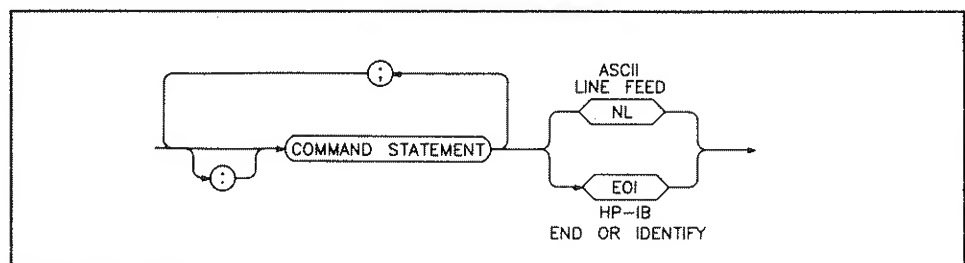 ;
ASCII
LINE FEED
NL
COMMAND STATEMENT
:
EOI
HP-IB
END OR IDENTIFY